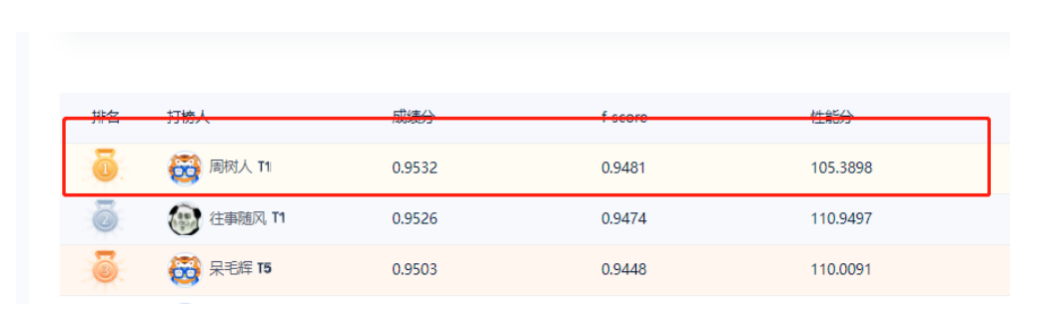 排名 打榜人 成绩分 f-score 性能分
1 周树人 T1 0.9532 0.9481 105.3898
2 往事随风 T1 0.9526 0.9474 110.9497
3 呆毛辉 T5 0.9503 0.9448 110.0091